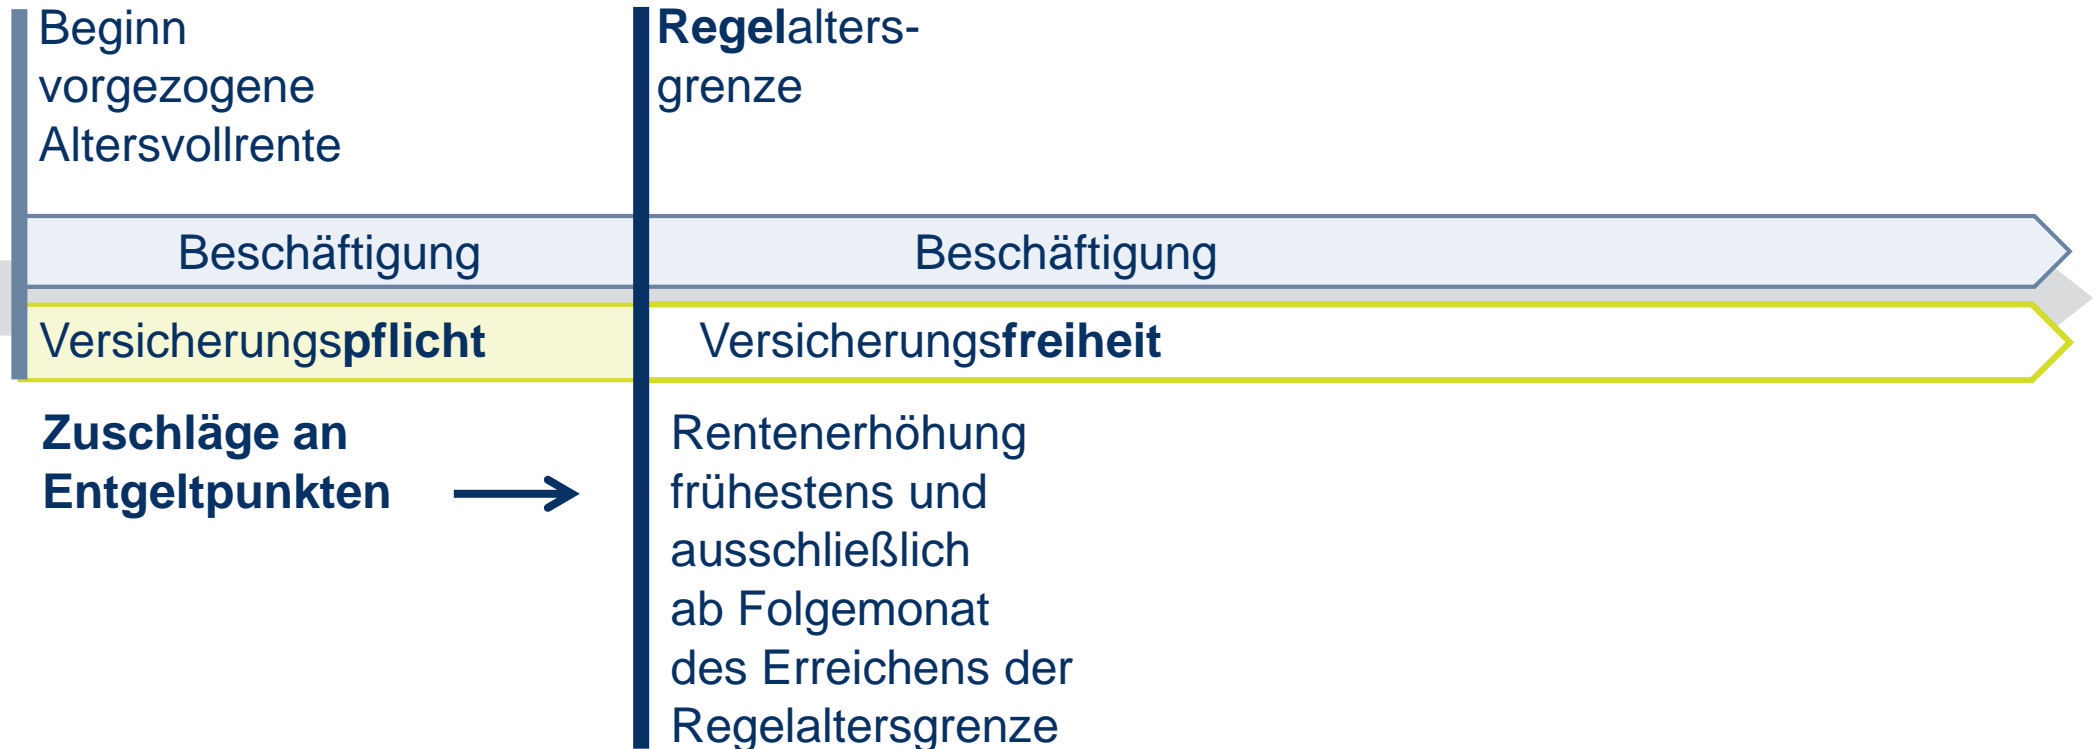 Beginn
vorgezogene
Altersvollrente
Regelalters-
grenze
Beschäftigung
Beschäftigung
Versicherungspflicht
Versicherungsfreiheit
Zuschläge an
Entgeltpunkten
Rentenerhöhung
frühestens und
ausschließlich
ab Folgemonat
des Erreichens der
Regelaltersgrenze